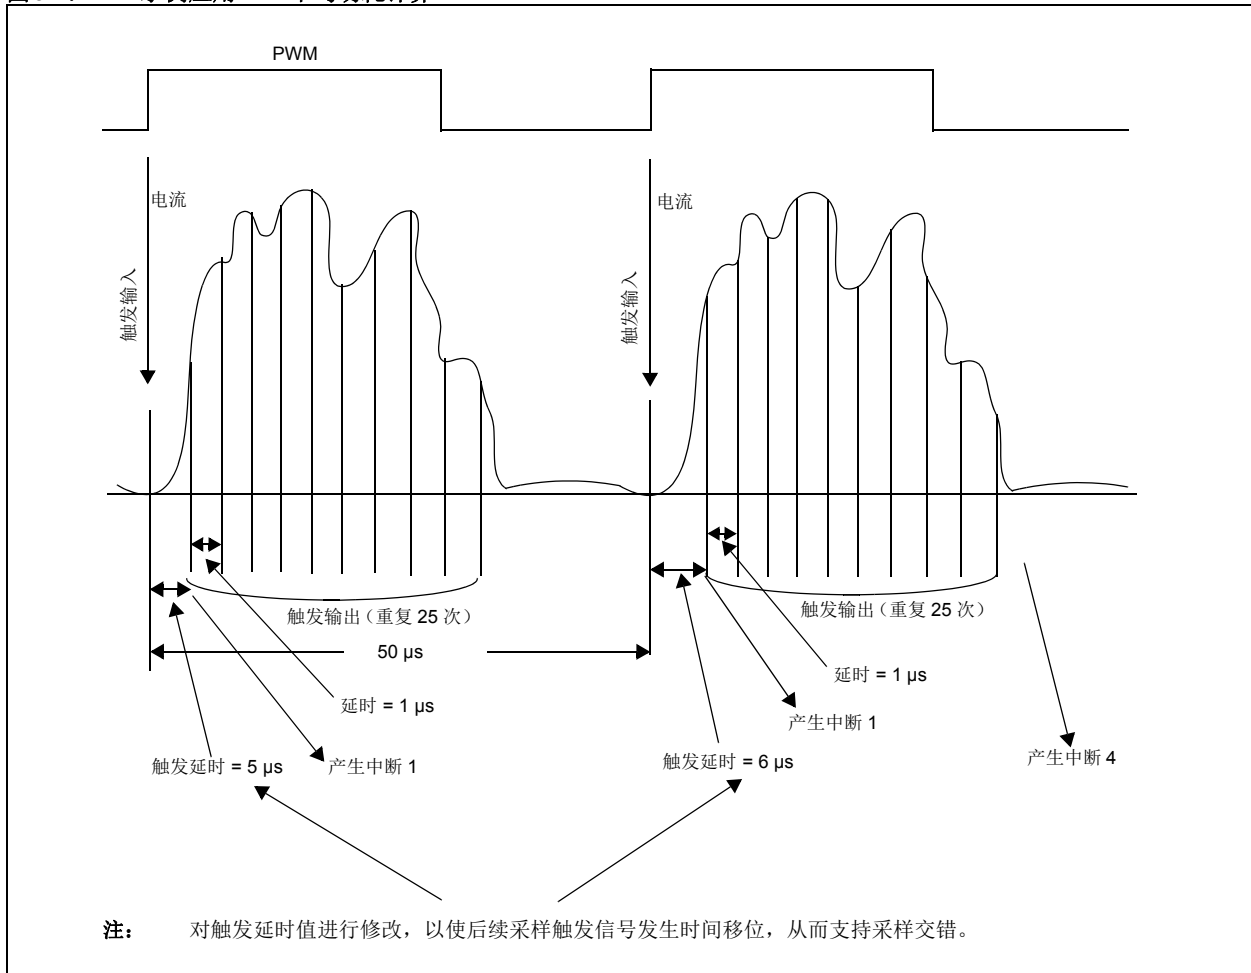 PWM
电流
电流
触发输入
触发输入
触发输出（重复 25 次）
触发输出（重复 25 次）
50 µs
延时 = 1 µs
延时 = 1 µs
产生中断 1
触发延时 = 5 µs
产生中断 1
触发延时 = 6 µs
产生中断 4
注： 对触发延时值进行修改，以使后续采样触发信号发生时间移位，从而支持采样交错。